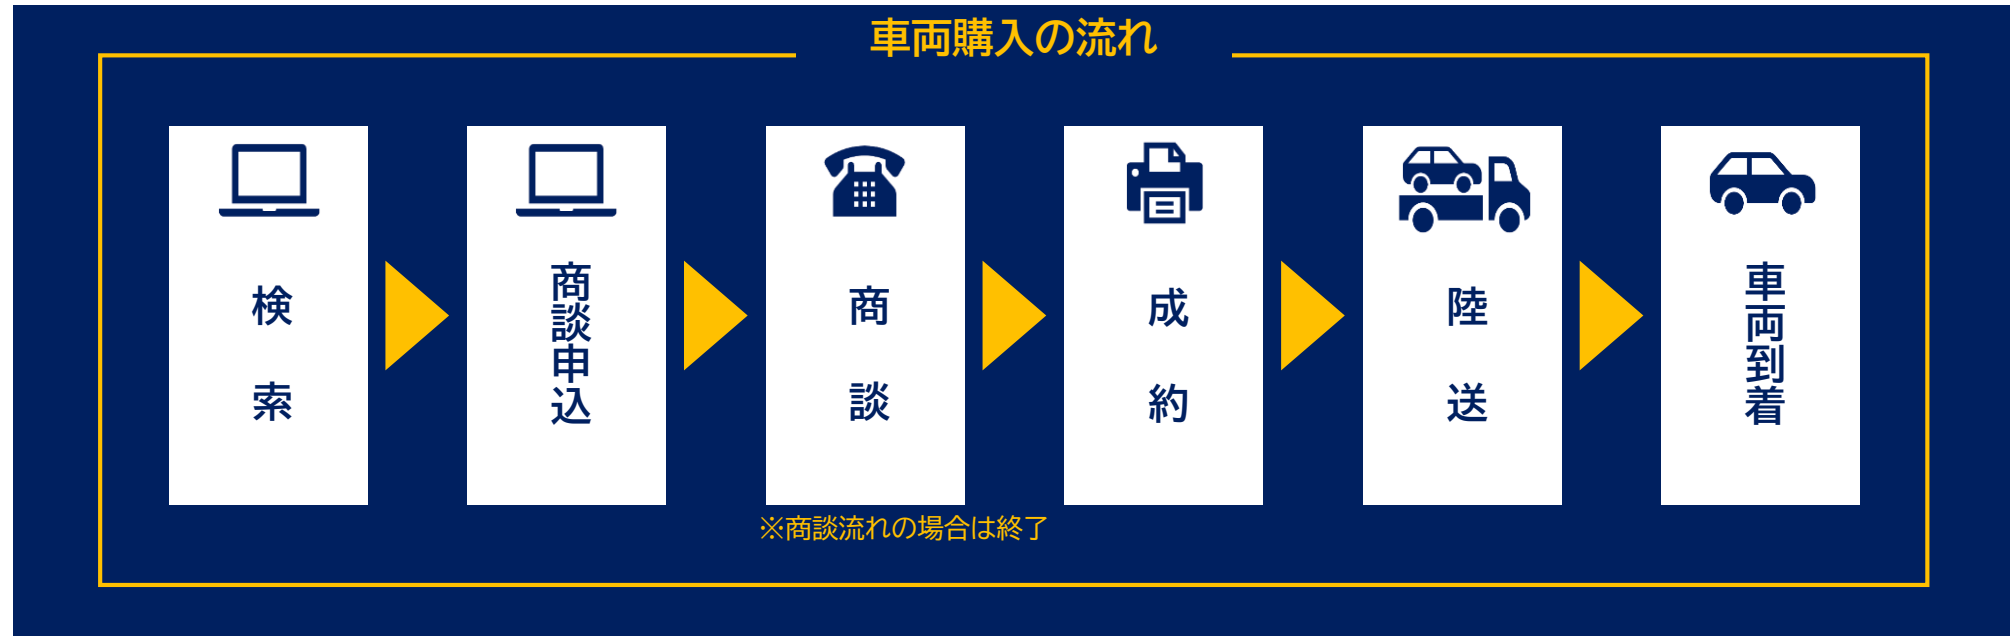 車両購入の流れ
検索
商談申込
商談
成約
陸送
車両到着
※商談流れの場合は終了